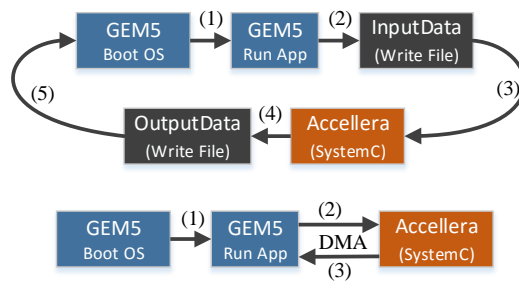 (1)
(2)
GEM5
Boot OS
GEM5
Run App
InputData
(Write File)
(3)
(5)
(4)
OutputData
(Write File)
Accellera
(SystemC)
(1)
(2)
GEM5
Boot OS
GEM5
Run App
DMA
(3)
Accellera
(SystemC)